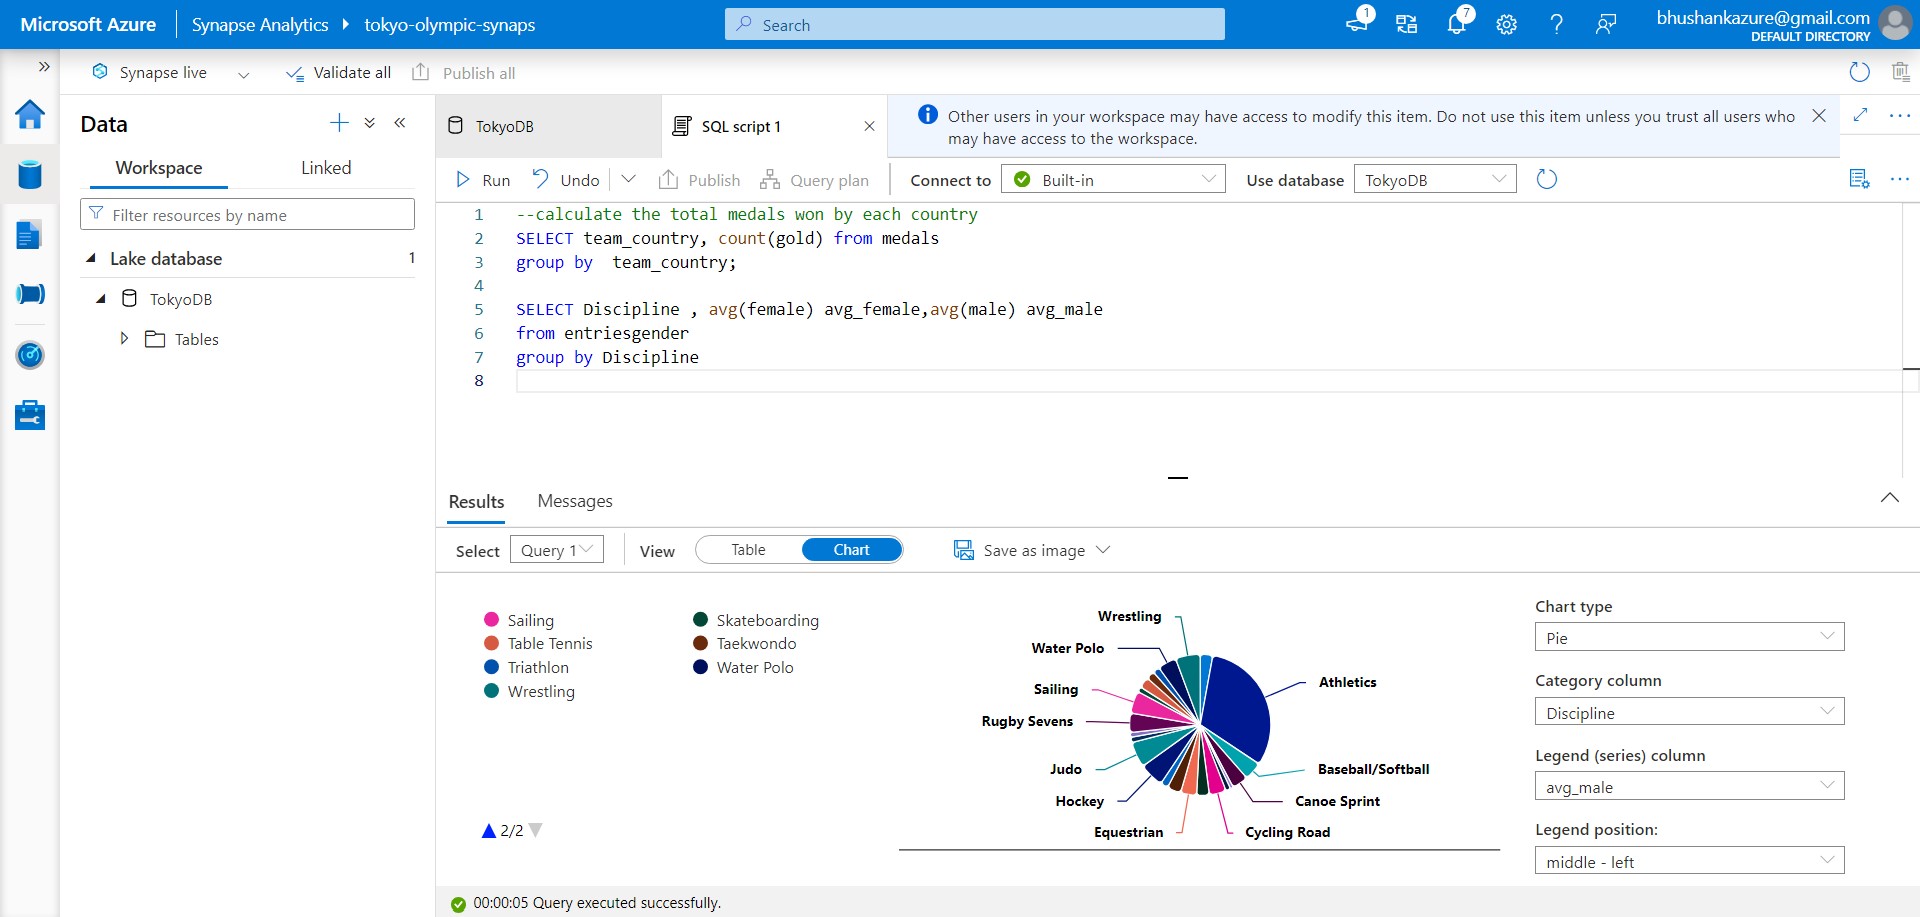 Microsoft Azure
Synapse Analytics
tokyo-olympic-synaps
Search
1
7
bhushankazure@gmail.com
DEFAULT DIRECTORY
Synapse live
Validate all
Publish all
Data
Workspace
Linked
Filter resources by name
Lake database
1
TokyoDB
Tables
TokyoDB
SQL script 1
Other users in your workspace may have access to modify this item. Do not use this item unless you trust all users who
may have access to the workspace.
Run
Undo
Publish
Query plan
Connect to
Built-in
Use database
TokyoDB
1 --calculate the total medals won by each country
2 SELECT team_country, count(gold) from medals
3 group by  team_country;
4
5 SELECT Discipline , avg(female) avg_female,avg(male) avg_male
6 from entriesgender
7 group by Discipline
8
Results
Messages
Select
Query 1
View
Table
Chart
Save as image
Sailing
Table Tennis
Triathlon
Wrestling
Skateboarding
Taekwondo
Water Polo
2/2
Wrestling
Water Polo
Sailing
Rugby Sevens
Judo
Hockey
Equestrian
Athletics
Baseball/Softball
Canoe Sprint
Cycling Road
Chart type
Pie
Category column
Discipline
Legend (series) column
avg_male
Legend position:
middle - left
00:00:05 Query executed successfully.